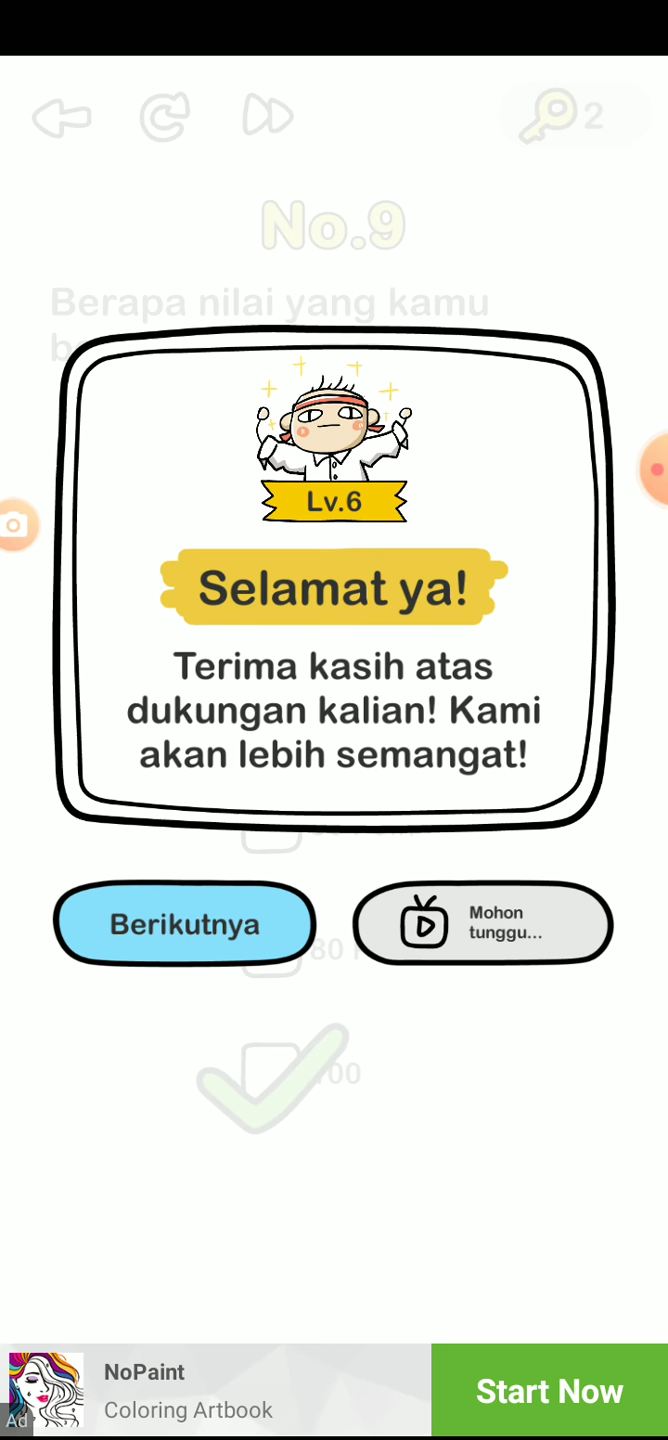 2
No.9
Berapa nilai yang kamu
Lv.6
Selamat ya!
Terima kasih atas
dukungan kalian! Kami
akan lebih semangat!
Berikutnya
Mohon
tunggu...
80
00
NoPaint
Coloring Artbook
Start Now
Ad